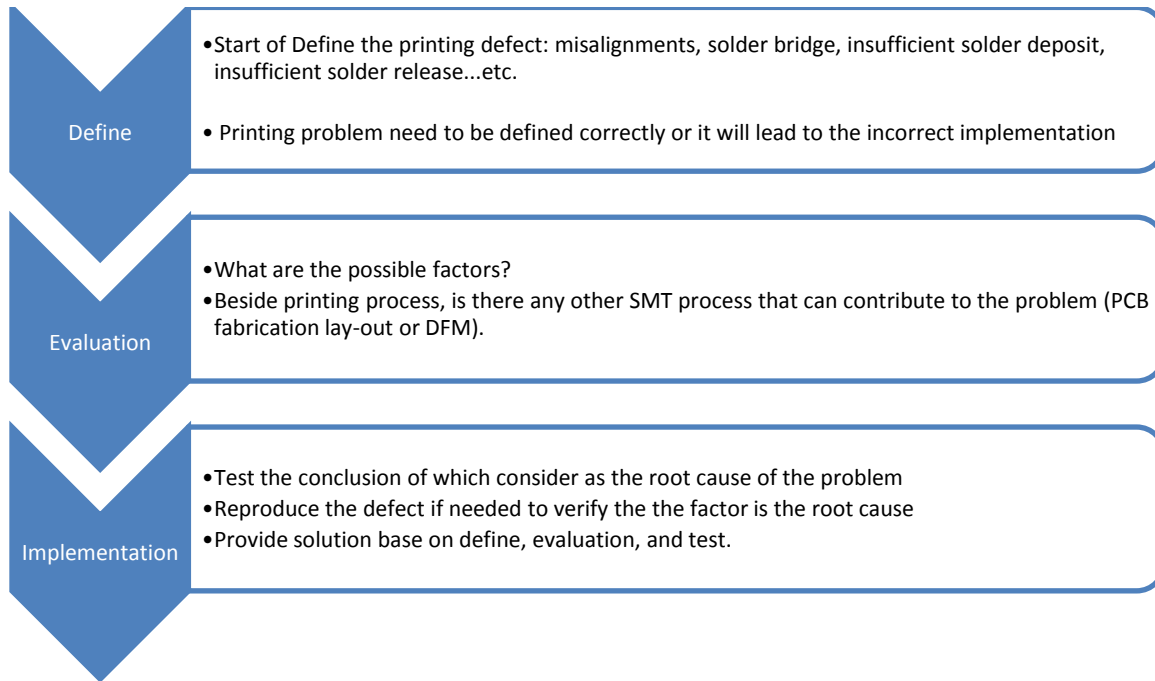 •Start of Define the printing defect: misalignments, solder bridge, insufficient solder deposit,
insufficient solder release...etc.
Define
• Printing problem need to be defined correctly or it will lead to the incorrect implementation
•What are the possible factors?
•Beside printing process, is there any other SMT process that can contribute to the problem (PCB
fabrication lay-out or DFM).
Evaluation
•Test the conclusion of which consider as the root cause of the problem
•Reproduce the defect if needed to verify the the factor is the root cause
•Provide solution base on define, evaluation, and test.
Implementation